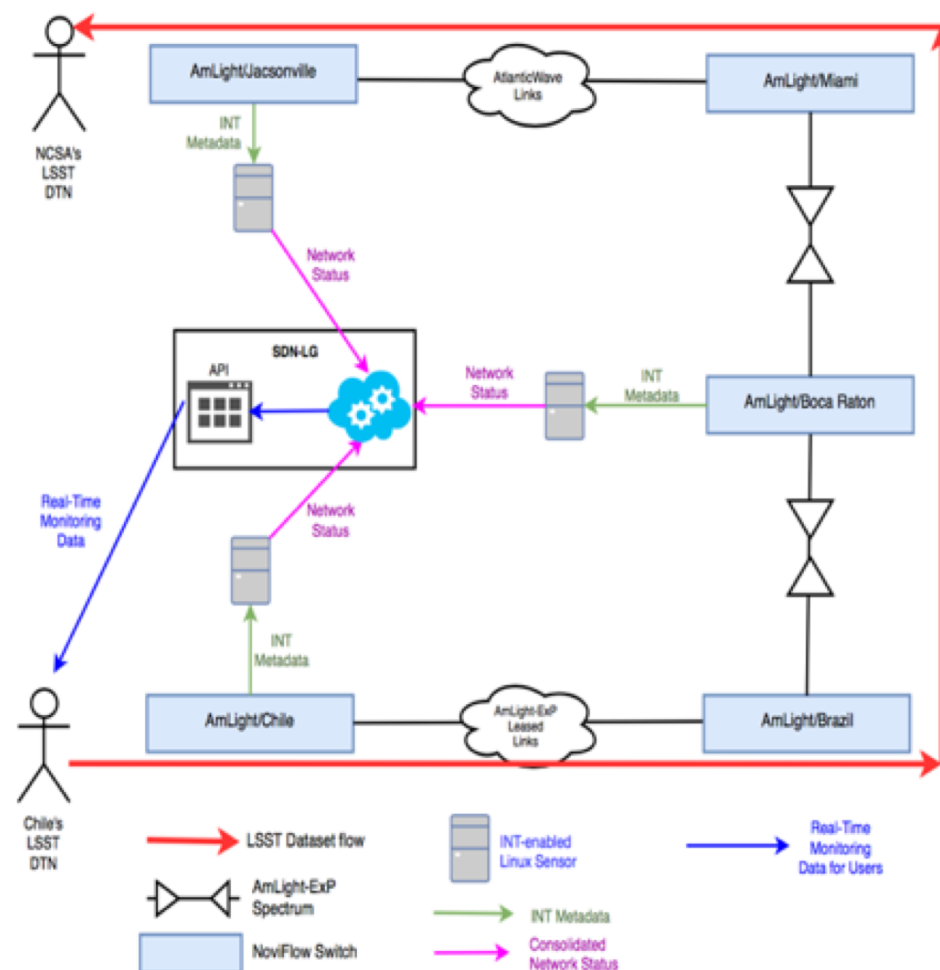 AmLight/Jacsonville
AtlanticWave
Links
AmLight/Miami
NCSA's
LSST
DTN
INT
Metadata
Network
Status
SDN-LG
API
Network
Status
INT
Metadata
AmLight/Boca Raton
Real-Time
Monitoring
Data
Network
Status
INT
Metadata
AmLight/Chile
AmLight-ExP
Leased
Links
AmLight/Brazil
Chile's
LSST
DTN
LSST Dataset flow
INT-enabled
Linux Sensor
Real-Time
Monitoring
Data for Users
AmLight-ExP
Spectrum
INT Metadata
NoviFlow Switch
Consolidated
Network Status